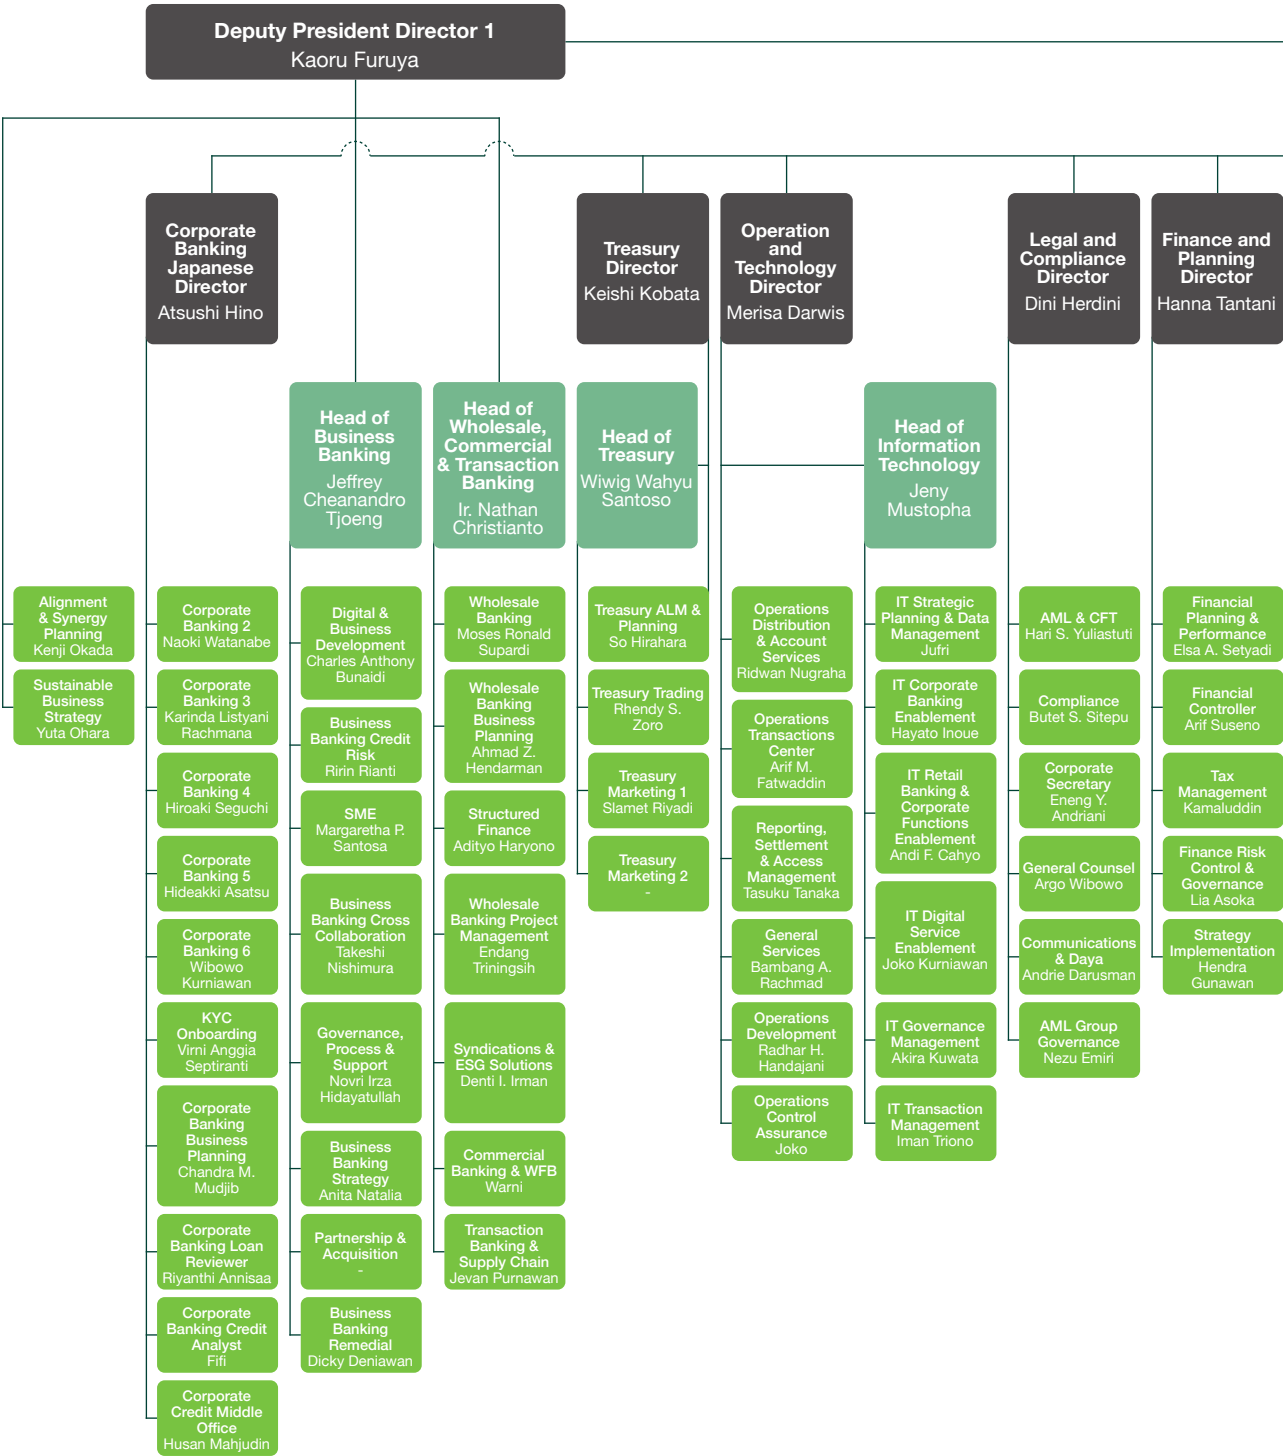 Deputy President Director 1
Kaoru Furuya
Corporate
Banking
Japanese
Director
Atsushi Hino
Treasury
Director
Keishi Kobata
Operation
and
Technology
Director
Merisa Darwis
Legal and
Compliance
Director
Dini Herdini
Finance and
Planning
Director
Hanna Tantani
Head of
Business
Banking
Jeffrey
Cheanandro
Tjoeng
Head of
Wholesale,
Commercial
& Transaction
Banking
Ir. Nathan
Christianto
Head of
Treasury
Wiwig Wahyu
Santoso
Head of
Information
Technology
Jeny
Mustopha
Alignment
& Synergy
Planning
Kenji Okada
Sustainable
Business
Strategy
Yuta Ohara
Corporate
Banking 2
Naoki Watanabe
Corporate
Banking 3
Karinda Listyani
Rachmana
Corporate
Banking 4
Hiroaki Seguchi
Corporate
Banking 5
Hideakki Asatsu
Corporate
Banking 6
Wibowo
Kurniawan
KYC
Onboarding
Virni Anggia
Septiranti
Corporate
Banking
Business
Planning
Chandra M.
Mudjib
Corporate
Banking Loan
Reviewer
Riyanthi Annisaa
Corporate
Banking Credit
Analyst
Fifi
Corporate
Credit Middle
Office
Husan Mahjudin
Digital &
Business
Development
Charles Anthony
Bunaidi
Business
Banking Credit
Risk
Ririn Rianti
SME
Margaretha P.
Santosa
Business
Banking Cross
Collaboration
Takeshi
Nishimura
Governance,
Process &
Support
Novri Irza
Hidayatullah
Business
Banking
Strategy
Anita Natalia
Partnership &
Acquisition
-
Business
Banking
Remedial
Dicky Deniawan
Wholesale
Banking
Moses Ronald
Supardi
Wholesale
Banking
Business
Planning
Ahmad Z.
Hendarman
Structured
Finance
Adityo Haryono
Wholesale
Banking Project
Management
Endang
Triningsih
Syndications &
ESG Solutions
Denti I. Irman
Commercial
Banking & WFB
Warni
Transaction
Banking &
Supply Chain
Jevan Purnawan
Treasury ALM &
Planning
So Hirahara
Treasury Trading
Rhendy S.
Zoro
Treasury
Marketing 1
Slamet Riyadi
Treasury
Marketing 2
-
Operations
Distribution
& Account
Services
Ridwan Nugraha
Operations
Transactions
Center
Arif M.
Fatwaddin
Reporting,
Settlement
& Access
Management
Tasuku Tanaka
General
Services
Bambang A.
Rachmad
Operations
Development
Radhar H.
Handajani
Operations
Control
Assurance
Joko
IT Strategic
Planning & Data
Management
Jufri
IT Corporate
Banking
Enablement
Hayato Inoue
IT Retail
Banking &
Corporate
Functions
Enablement
Andi F. Cahyo
IT Digital
Service
Enablement
Joko Kurniawan
IT Governance
Management
Akira Kuwata
IT Transaction
Management
Iman Triono
AML & CFT
Hari S. Yuliastuti
Compliance
Butet S. Sitepu
Corporate
Secretary
Eneng Y.
Andriani
General Counsel
Argo Wibowo
Communications
& Daya
Andrie Darusman
AML Group
Governance
Nezu Emiri
Financial
Planning &
Performance
Elsa A. Setyadi
Financial
Controller
Arif Suseno
Tax
Management
Kamaluddin
Finance Risk
Control &
Governance
Lia Asoka
Strategy
Implementation
Hendra
Gunawan